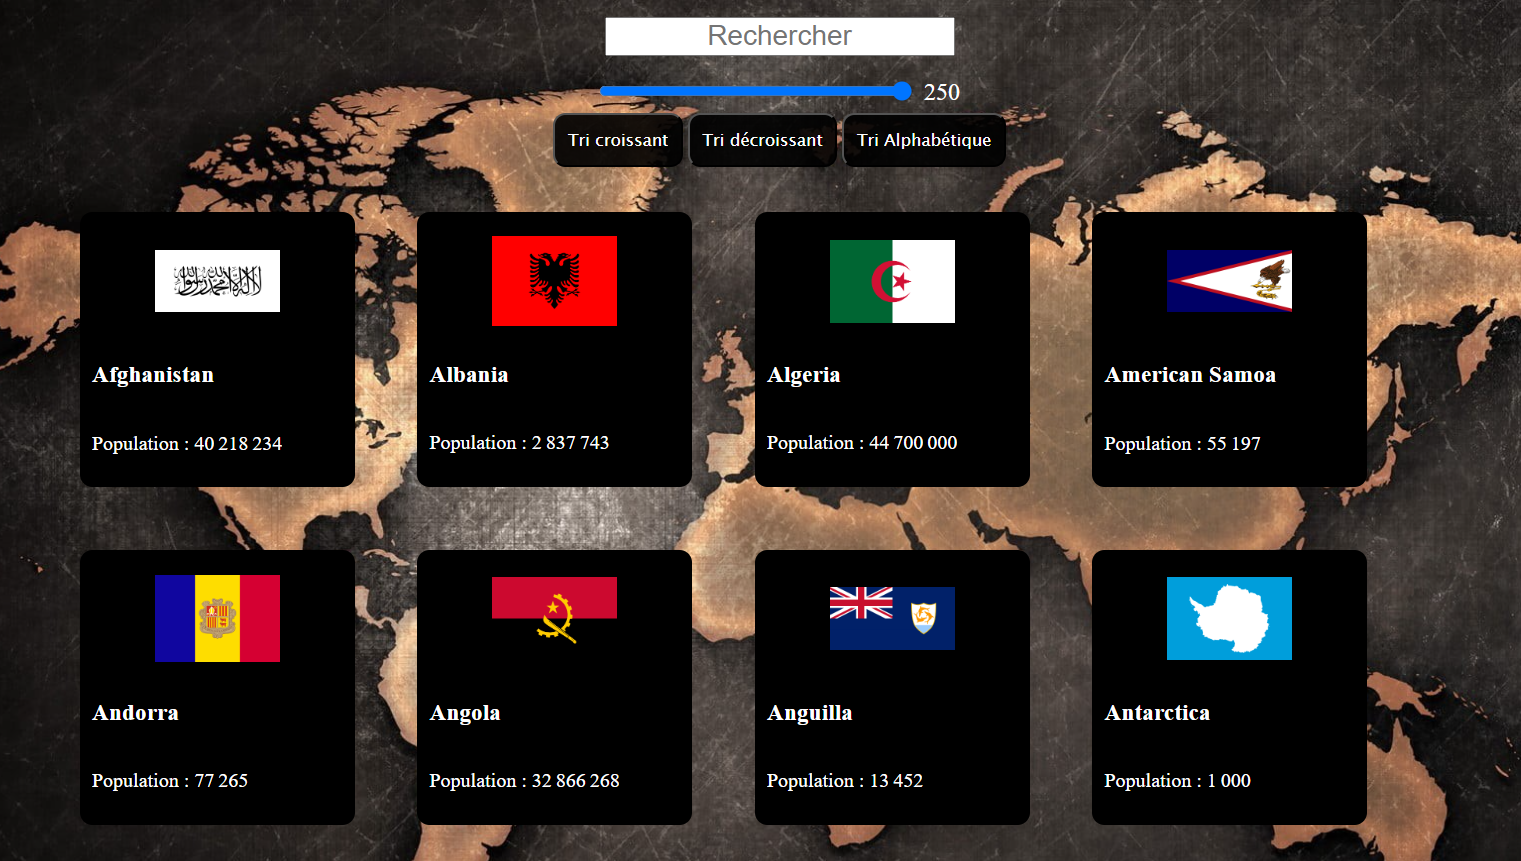 Rechercher
250
Tri croissant
Tri décroissant
Tri Alphabétique
Afghanistan
Population : 40 218 234
Albania
Population : 2 837 743
Algeria
Population : 44 700 000
American Samoa
Population : 55 197
Andorra
Population : 77 265
Angola
Population : 32 866 268
Anguilla
Population : 13 452
Antarctica
Population : 1 000